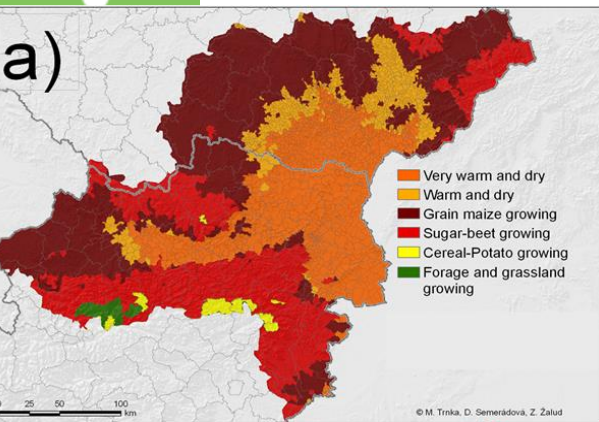 a)
Very warm and dry
Warm and dry
Grain maize growing
Sugar-beet growing
Cereal-Potato growing
Forage and grassland
growing
25 50 100
km
© M. Trnka, D. Semerádová, Z. Žalud